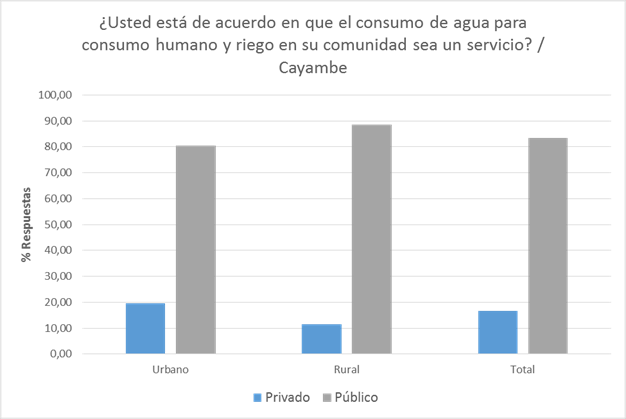 ¿Usted está de acuerdo en que el consumo de agua para
consumo humano y riego en su comunidad sea un servicio? /
Cayambe
100,00
90,00
80,00
70,00
60,00
50,00
40,00
30,00
20,00
10,00
0,00
% Respuestas
Urbano Rural Total
Privado Público